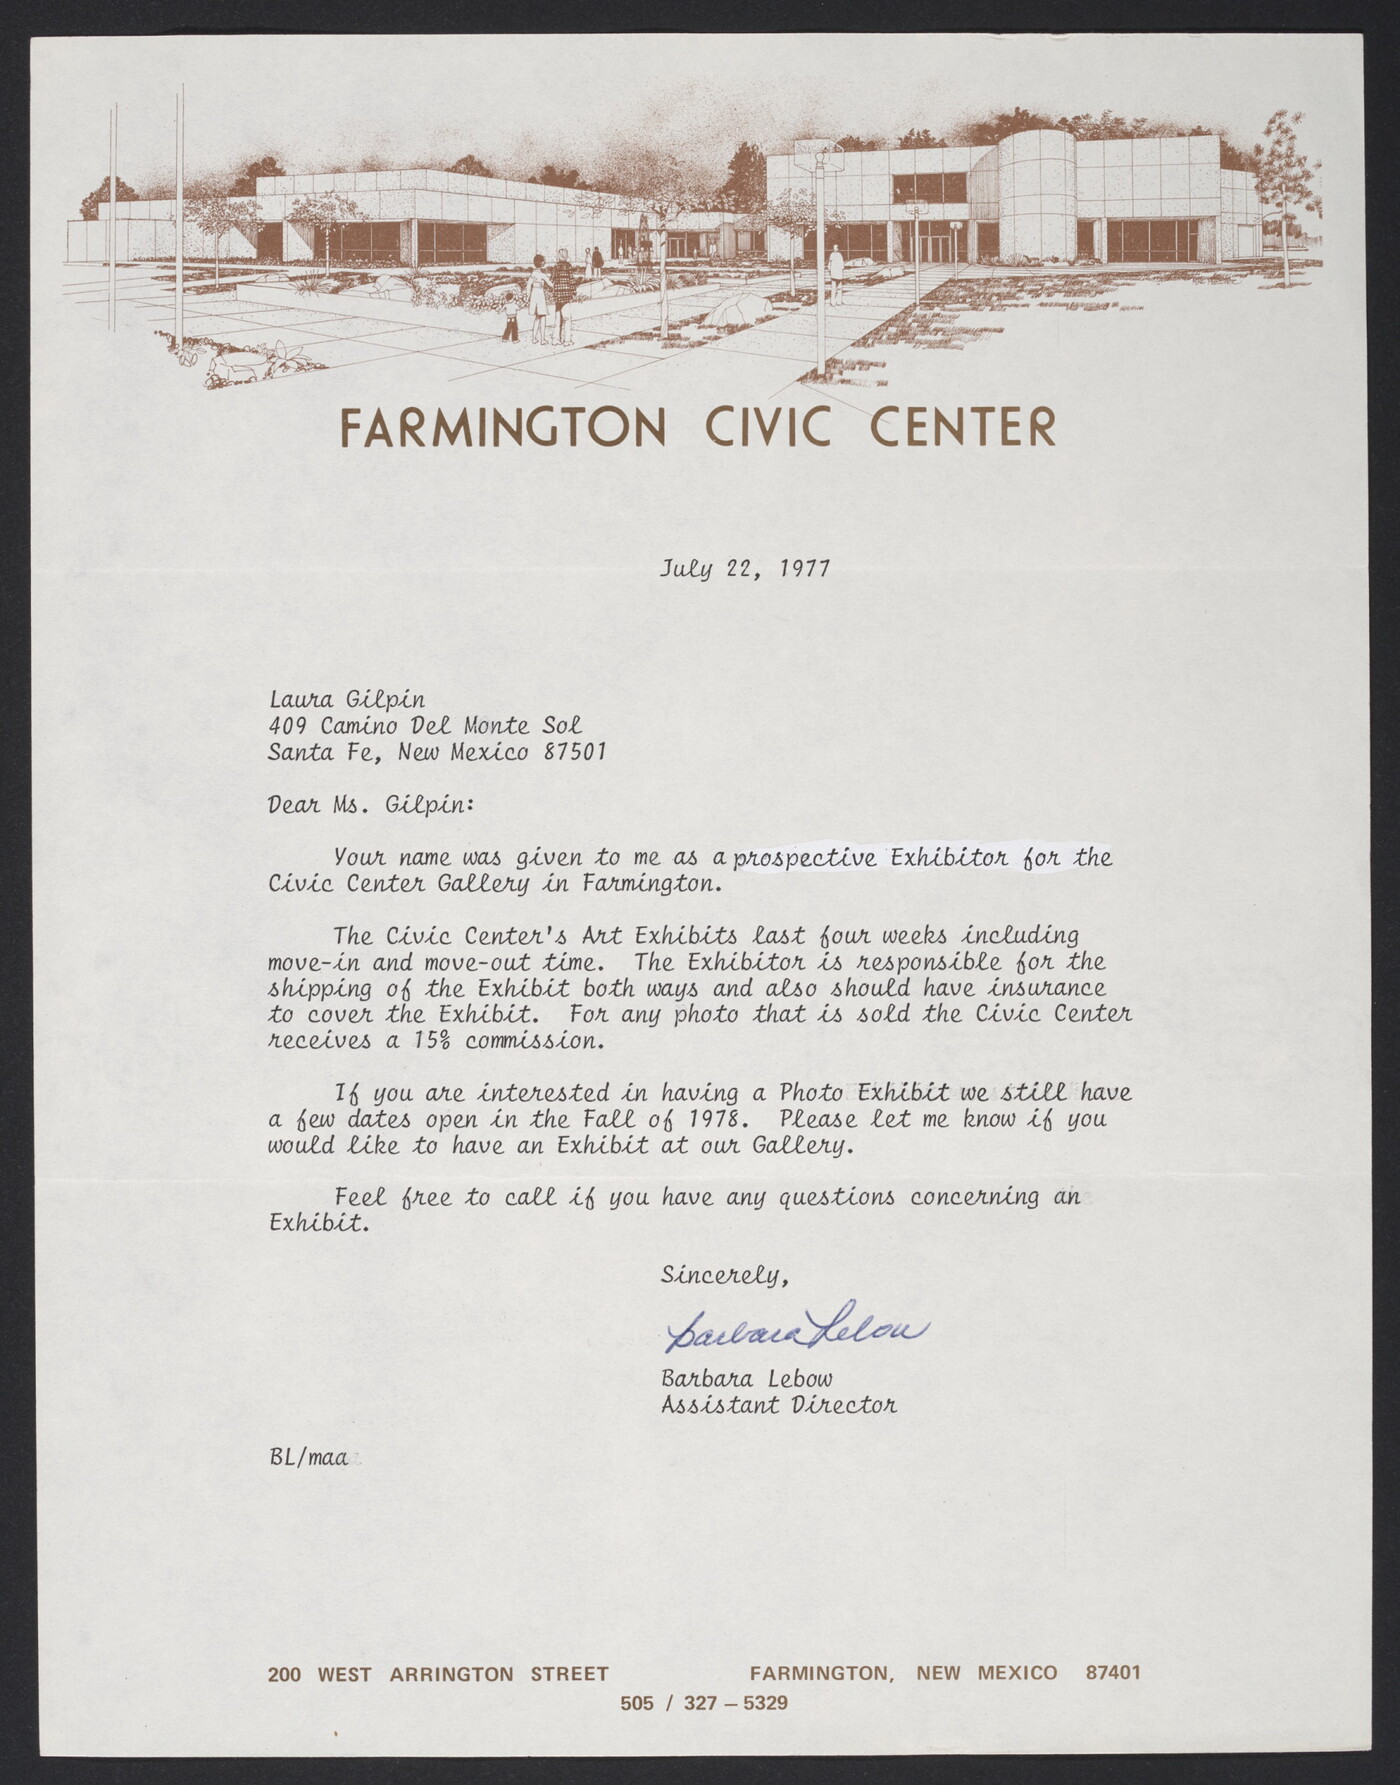 FARMINGTON CIVIC CENTER
July 22, 1977
Laura Gilpin
409 Camino Del Monte Sol
Santa Fe, New Mexico 87501
Dear Ms. Gilpin:
Your name was given to me as a prospective Exhibitor for the
Civic Center Gallery in Farmington.
The Civic Center's Art Exhibits last four weeks including
move-in and move-out time. The Exhibitor is responsible for the
shipping of the Exhibit both ways and also should have insurance
to cover the Exhibit. For any photo that is sold the Civic Center
receives a 15% commission.
If you are interested in having a Photo Exhibit we still have
a few dates open in the Fall of 1978. Please let me know if you
would like to have an Exhibit at our Gallery.
Feel free to call if you have any questions concerning an
Exhibit.
Sincerely,
Barbara Lebow
Barbara Lebow
Assistant Director
BL/maa
200 WEST ARRINGTON STREET FARMINGTON, NEW MEXICO 87401
505 / 327 – 5329